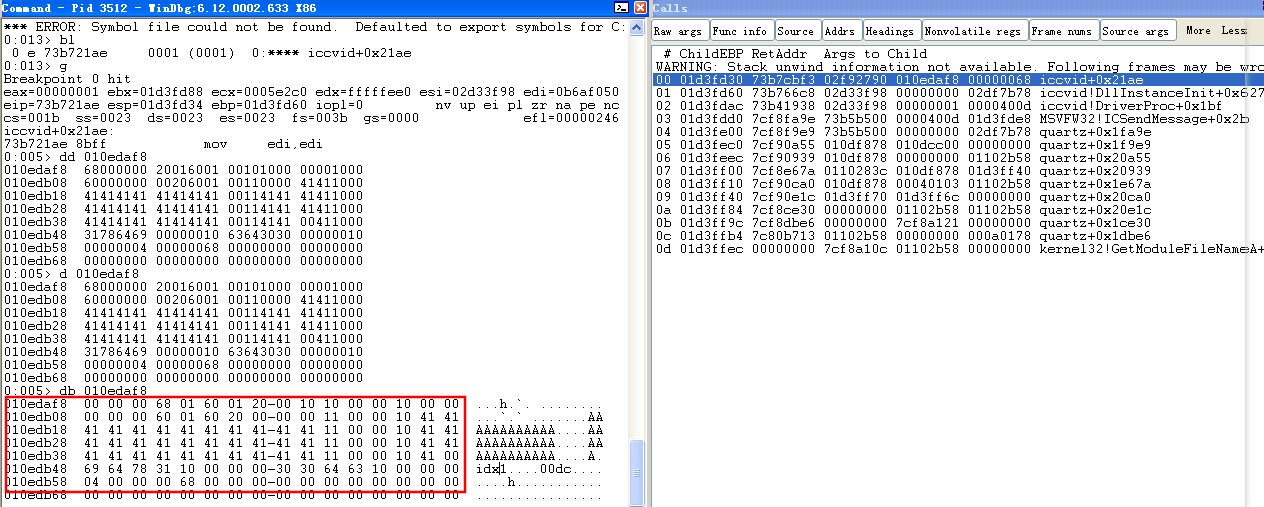 Command - Pid 3512 - WinDbg:6.12.0002.633 X86
*** ERROR: Symbol file could not be found.  Defaulted to export symbols for C:
0:013> bl
 0 e 73b721ae     0001 (0001)  0:**** iccvid+0x21ae
0:013> g
Breakpoint 0 hit
eax=00000001 ebx=01d3fd88 ecx=0005e2c0 edx=fffffee0 esi=02d33f98 edi=0b6af050
eip=73b721ae esp=01d3fd34 ebp=01d3fd60 iopl=0         nv up ei pl zr na pe nc
cs=001b  ss=0023  ds=0023  es=0023  fs=003b  gs=0000             efl=00000246
iccvid+0x21ae:
73b721ae 8bff            mov     edi,edi
0:005> dd 010edaf8
010edaf8  68000000 20016001 00101000 00001000
010edb08  60000000 00206001 00110000 41411000
010edb18  41414141 41414141 00114141 41411000
010edb28  41414141 41414141 00114141 41411000
010edb38  41414141 41414141 00114141 00411000
010edb48  31786469 00000010 63643030 00000010
010edb58  00000004 00000068 00000000 00000000
010edb68  00000000 00000000 00000000 00000000
0:005> d 010edaf8
010edaf8  68000000 20016001 00101000 00001000
010edb08  60000000 00206001 00110000 41411000
010edb18  41414141 41414141 00114141 41411000
010edb28  41414141 41414141 00114141 41411000
010edb38  41414141 41414141 00114141 00411000
010edb48  31786469 00000010 63643030 00000010
010edb58  00000004 00000068 00000000 00000000
010edb68  00000000 00000000 00000000 00000000
0:005> db 010edaf8
010edaf8  00 00 00 68 01 60 01 20-00 10 10 00 00 10 00 00  ...h.`. ........
010edb08  00 00 00 60 01 60 20 00-00 00 11 00 00 10 41 41  ...`.` .......AA
010edb18  41 41 41 41 41 41 41 41-41 41 11 00 00 10 41 41  AAAAAAAAAA....AA
010edb28  41 41 41 41 41 41 41 41-41 41 11 00 00 10 41 41  AAAAAAAAAA....AA
010edb38  41 41 41 41 41 41 41 41-41 41 11 00 00 10 41 00  AAAAAAAAAA....A.
010edb48  69 64 78 31 10 00 00 00-30 30 64 63 10 00 00 00  idx1....00dc....
010edb58  04 00 00 00 68 00 00 00-00 00 00 00 00 00 00 00  ....h...........
010edb68  00 00 00 00 00 00 00 00-00 00 00 00 00 00 00 00  ................
Calls
Raw args Func info Source Addrs Headings Nonvolatile regs Frame nums Source args More Less
 # ChildEBP RetAddr  Args to Child
WARNING: Stack unwind information not available. Following frames may be wro
00 01d3fd30 73b7cbf3 02f92790 010edaf8 00000068 iccvid+0x21ae
01 01d3fd60 73b766c8 02d33f98 00000000 02df7b78 iccvid!DllInstanceInit+0x627
02 01d3fdac 73b41938 02d33f98 00000001 0000400d iccvid!DriverProc+0x1bf
03 01d3fdd0 7cf8fa9e 73b5b500 0000400d 01d3fde8 MSVFW32!ICSendMessage+0x2b
04 01d3fe00 7cf8f9e9 73b5b500 00000000 02df7b78 quartz+0x1fa9e
05 01d3fec0 7cf90a55 010df878 010dcc00 00000000 quartz+0x1f9e9
06 01d3feec 7cf90939 010df878 00000000 01102b58 quartz+0x20a55
07 01d3ff00 7cf8e67a 0110283c 010df878 01d3ff40 quartz+0x20939
08 01d3ff10 7cf90ca0 010df878 00040103 01102b58 quartz+0x1e67a
09 01d3ff40 7cf90e1c 01d3ff70 01d3ff6c 00000000 quartz+0x20ca0
0a 01d3ff84 7cf8ce30 00000000 01102b58 01102b58 quartz+0x20e1c
0b 01d3ff9c 7cf8dbe6 00000000 7cf8a121 00000000 quartz+0x1ce30
0c 01d3ffb4 7c80b713 01102b58 00000000 000a0178 quartz+0x1dbe6
0d 01d3ffec 00000000 7cf8a10c 01102b58 00000000 kernel32!GetModuleFileNameA+